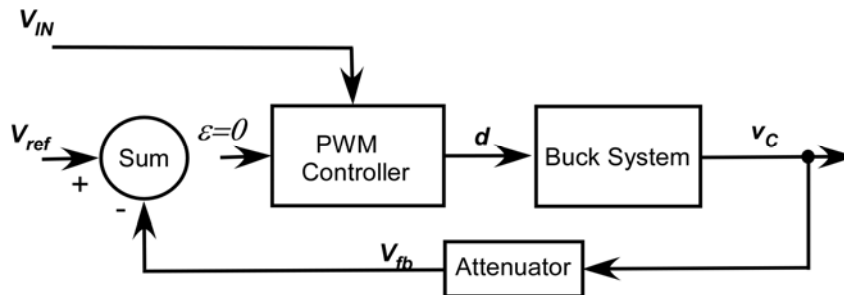 V_IN
V_ref
+
-
Sum
ε=0
PWM
Controller
d
Buck System
v_C
V_fb
Attenuator